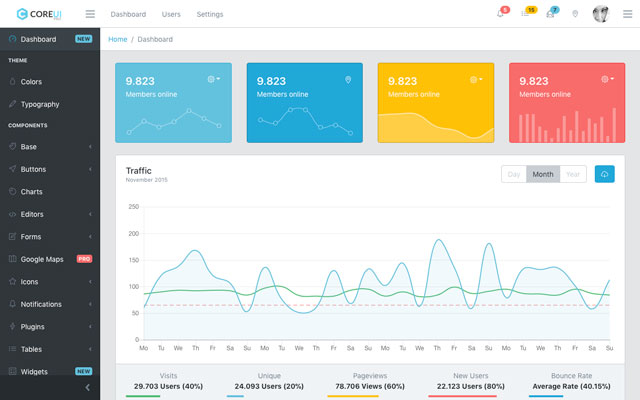 COREUI
Dashboard Users Settings
5 15 2
Dashboard NEW
Home / Dashboard
THEME
Colors
Typography
COMPONENTS
Base
Buttons
Charts
Editors
Forms
Google Maps PRO
Icons
Notifications
Plugins
Tables
Widgets NEW
9.823
Members online
9.823
Members online
9.823
Members online
9.823
Members online
Traffic
November 2015
Day Month Year
250
200
150
100
50
0
Mo Tu We Th Fr Sa Su Mo Tu We Th Fr Sa Su Mo Tu We Th Fr Sa Su Mo Tu We Th Fr Sa Su
Visits
29.703 Users (40%)
Unique
24.093 Users (20%)
Pageviews
78.706 Views (60%)
New Users
22.123 Users (80%)
Bounce Rate
Average Rate (40.15%)